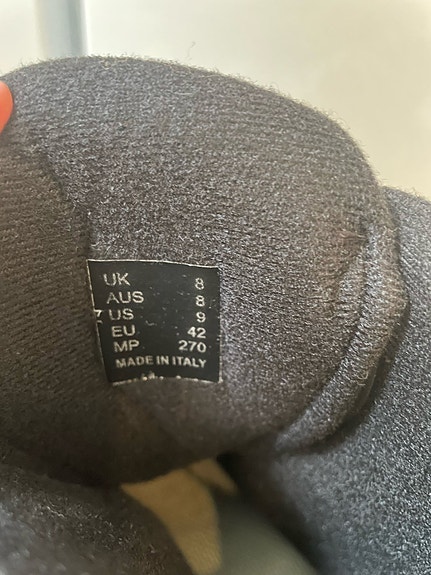 UK 8
AUS 8
US 9
EU 42
MP 270
MADE IN ITALY